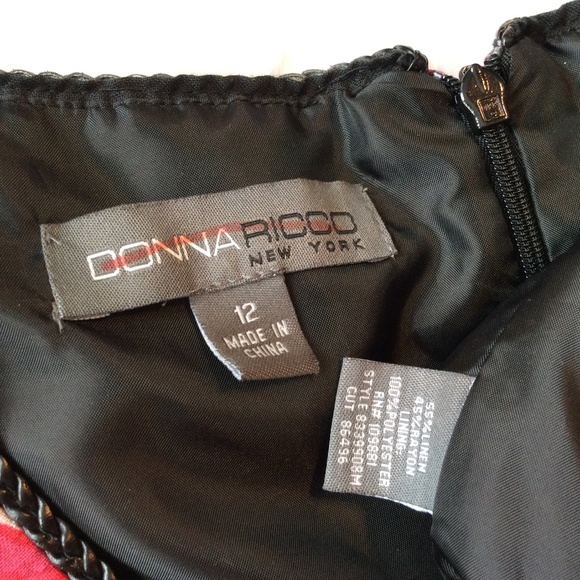 DONNA RICCO
NEW YORK
12
MADE IN
CHINA
55%LINEN
45%RAYON
LINING:
100%POLYESTER
RN# 109881
STYLE 8339908M
CUT 86496